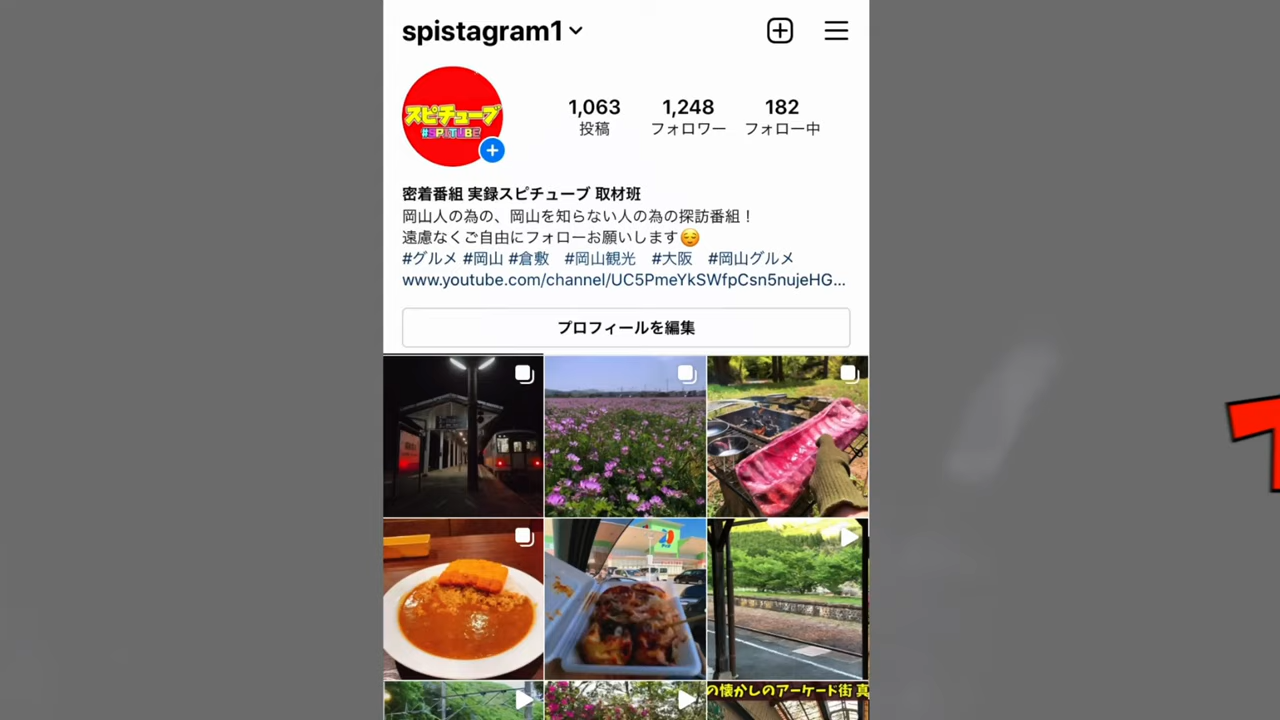 spistagram1
スピチューブ
#SPITUBE
1,063
投稿
1,248
フォロワー
182
フォロー中
密着番組 実録スピチューブ 取材班
岡山人の為の、岡山を知らない人の為の探訪番組！
遠慮なくご自由にフォローお願いします😌
#グルメ #岡山 #倉敷　#岡山観光　#大阪　#岡山グルメ
www.youtube.com/channel/UC5PmeYkSWfpCsn5nujeHG...
プロフィールを編集
の懐かしのアーケード街 真